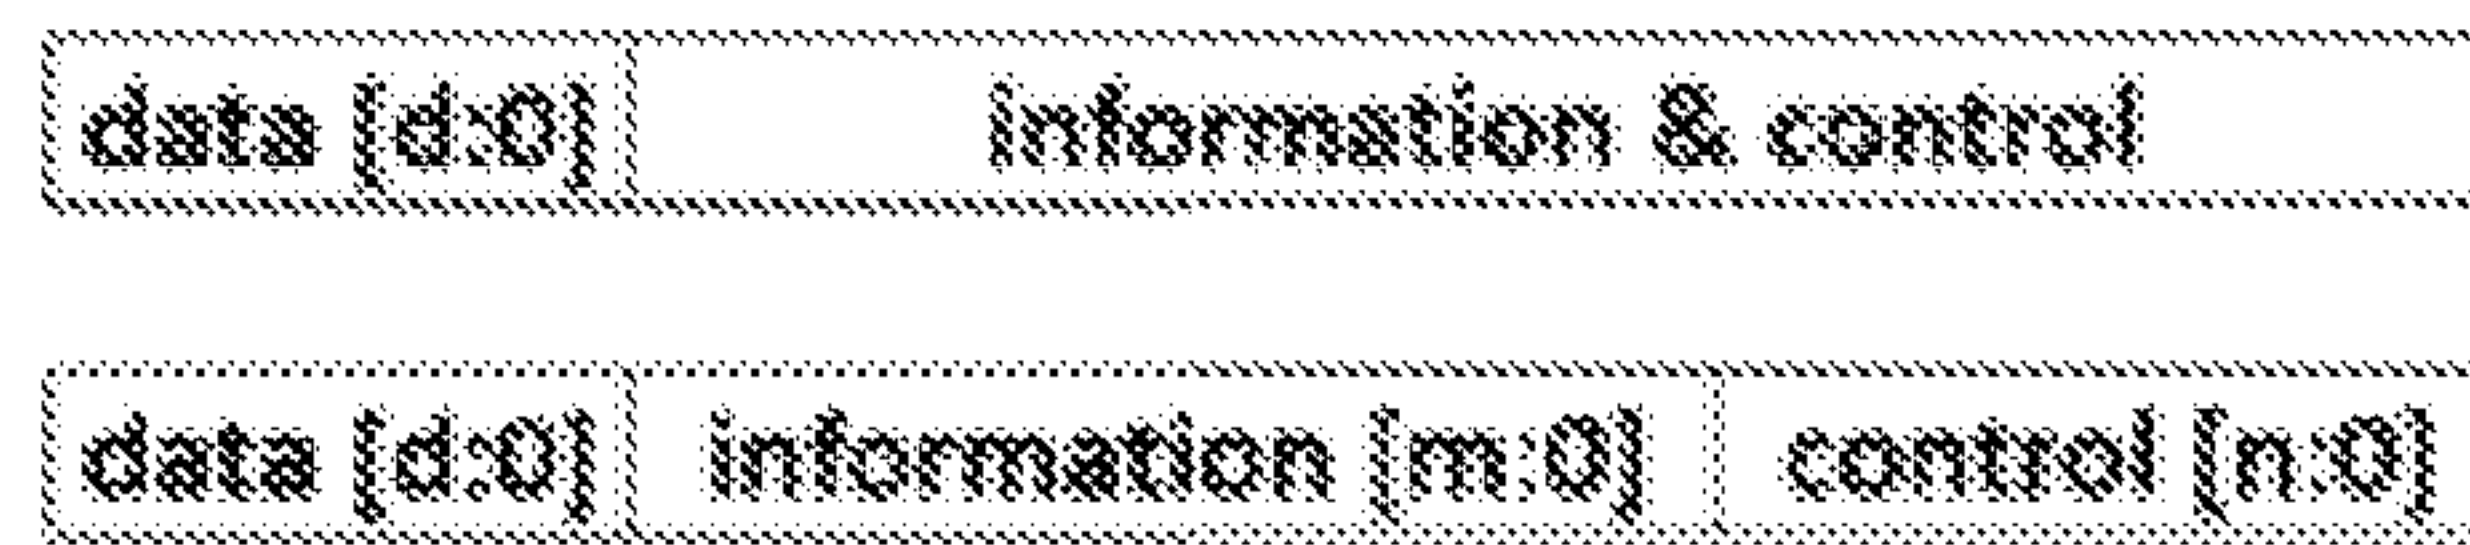 data [d:0] information & control
data [d:0] information [m:0] control [n:0]